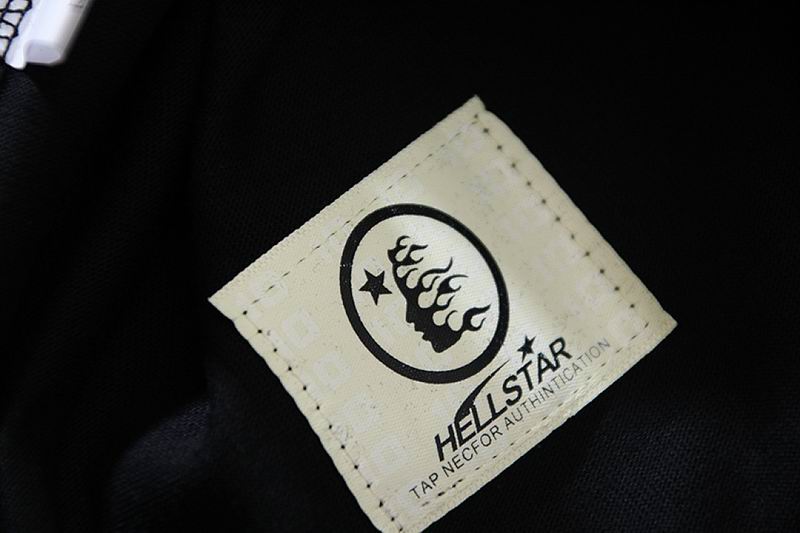 HELLSTAR
TAP NECFOR AUTHINTICATION